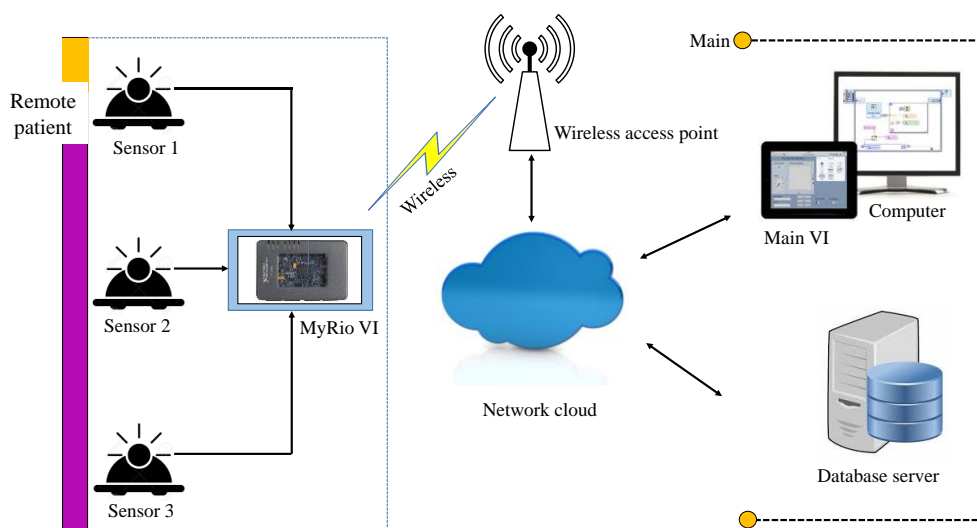 Remote
patient
Sensor 1
Sensor 2
Sensor 3
MyRio VI
Wireless
Wireless access point
Network cloud
Main
Computer
Main VI
Database server